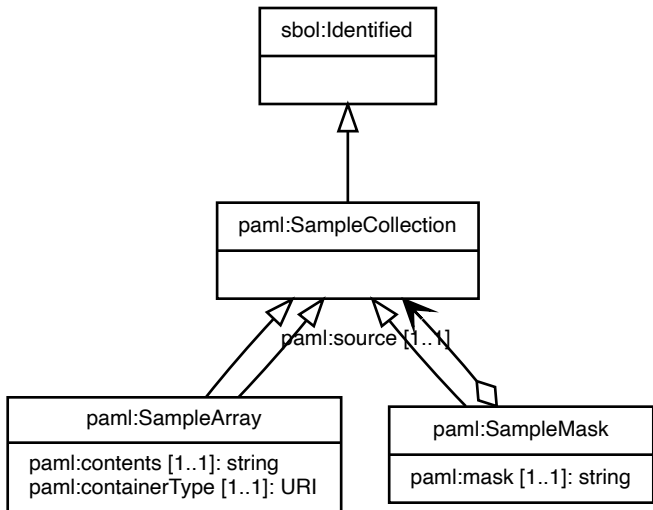 sbol:Identified
paml:SampleCollection
paml:source [1..1]
paml:SampleArray
paml:contents [1..1]: string
paml:containerType [1..1]: URI
paml:SampleMask
paml:mask [1..1]: string